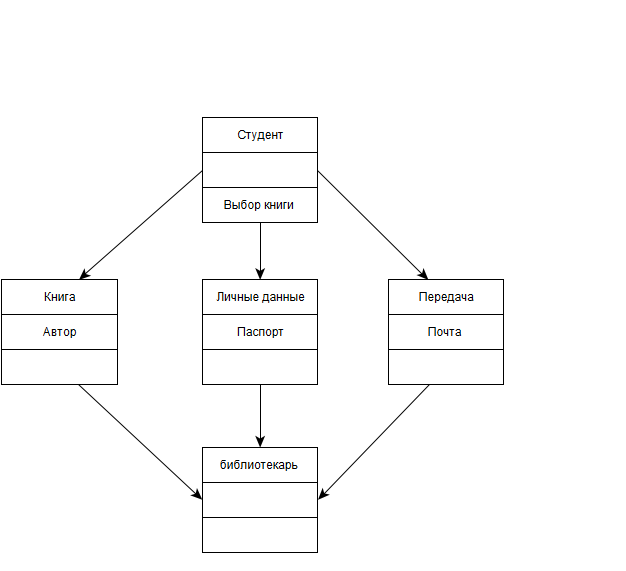 Студент
Выбор книги
Книга
Автор
Личные данные
Паспорт
Передача
Почта
библиотекарь